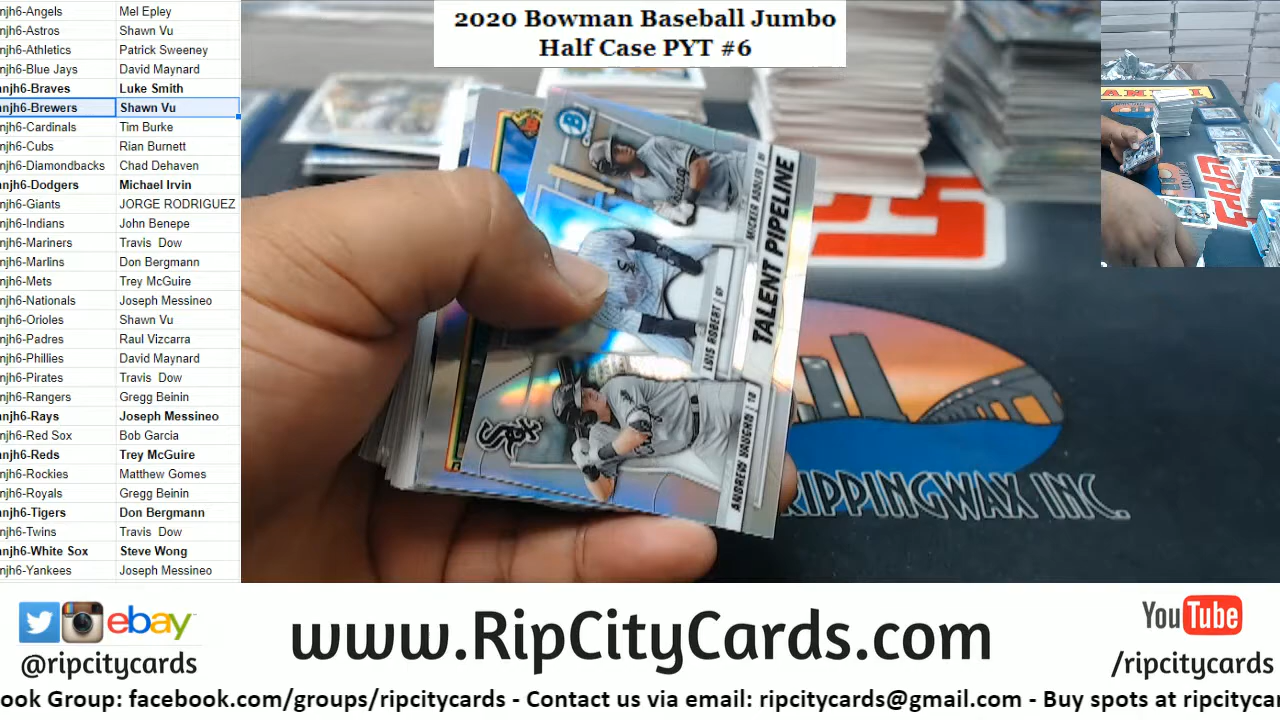 2020 Bowman Baseball Jumbo
Half Case PYT #6
njh6-Angels Mel Epley
njh6-Astros Shawn Vu
njh6-Athletics Patrick Sweeney
njh6-Blue Jays David Maynard
njh6-Braves Luke Smith
njh6-Brewers Shawn Vu
njh6-Cardinals Tim Burke
njh6-Cubs Rian Burnett
njh6-Diamondbacks Chad Dehaven
njh6-Dodgers Michael Irvin
njh6-Giants JORGE RODRIGUEZ
njh6-Indians John Benepe
njh6-Mariners Travis Dow
njh6-Marlins Don Bergmann
njh6-Mets Trey McGuire
njh6-Nationals Joseph Messineo
njh6-Orioles Shawn Vu
njh6-Padres Raul Vizcarra
njh6-Phillies David Maynard
njh6-Pirates Travis Dow
njh6-Rangers Gregg Beinin
njh6-Rays Joseph Messineo
njh6-Red Sox Bob Garcia
njh6-Reds Trey McGuire
njh6-Rockies Matthew Gomes
njh6-Royals Gregg Beinin
njh6-Tigers Don Bergmann
njh6-Twins Travis Dow
njh6-White Sox Steve Wong
njh6-Yankees Joseph Messineo
TALENT PIPELINE
MICKER ADOLFO | OF
LUIS ROBERT | OF
ANDREW VAUGHN | 1B
RIPPINGWAX INC.
ebay
@ripcitycards
www.RipCityCards.com
YouTube
/ripcitycards
ook Group: facebook.com/groups/ripcitycards - Contact us via email: ripcitycards@gmail.com - Buy spots at ripcityca